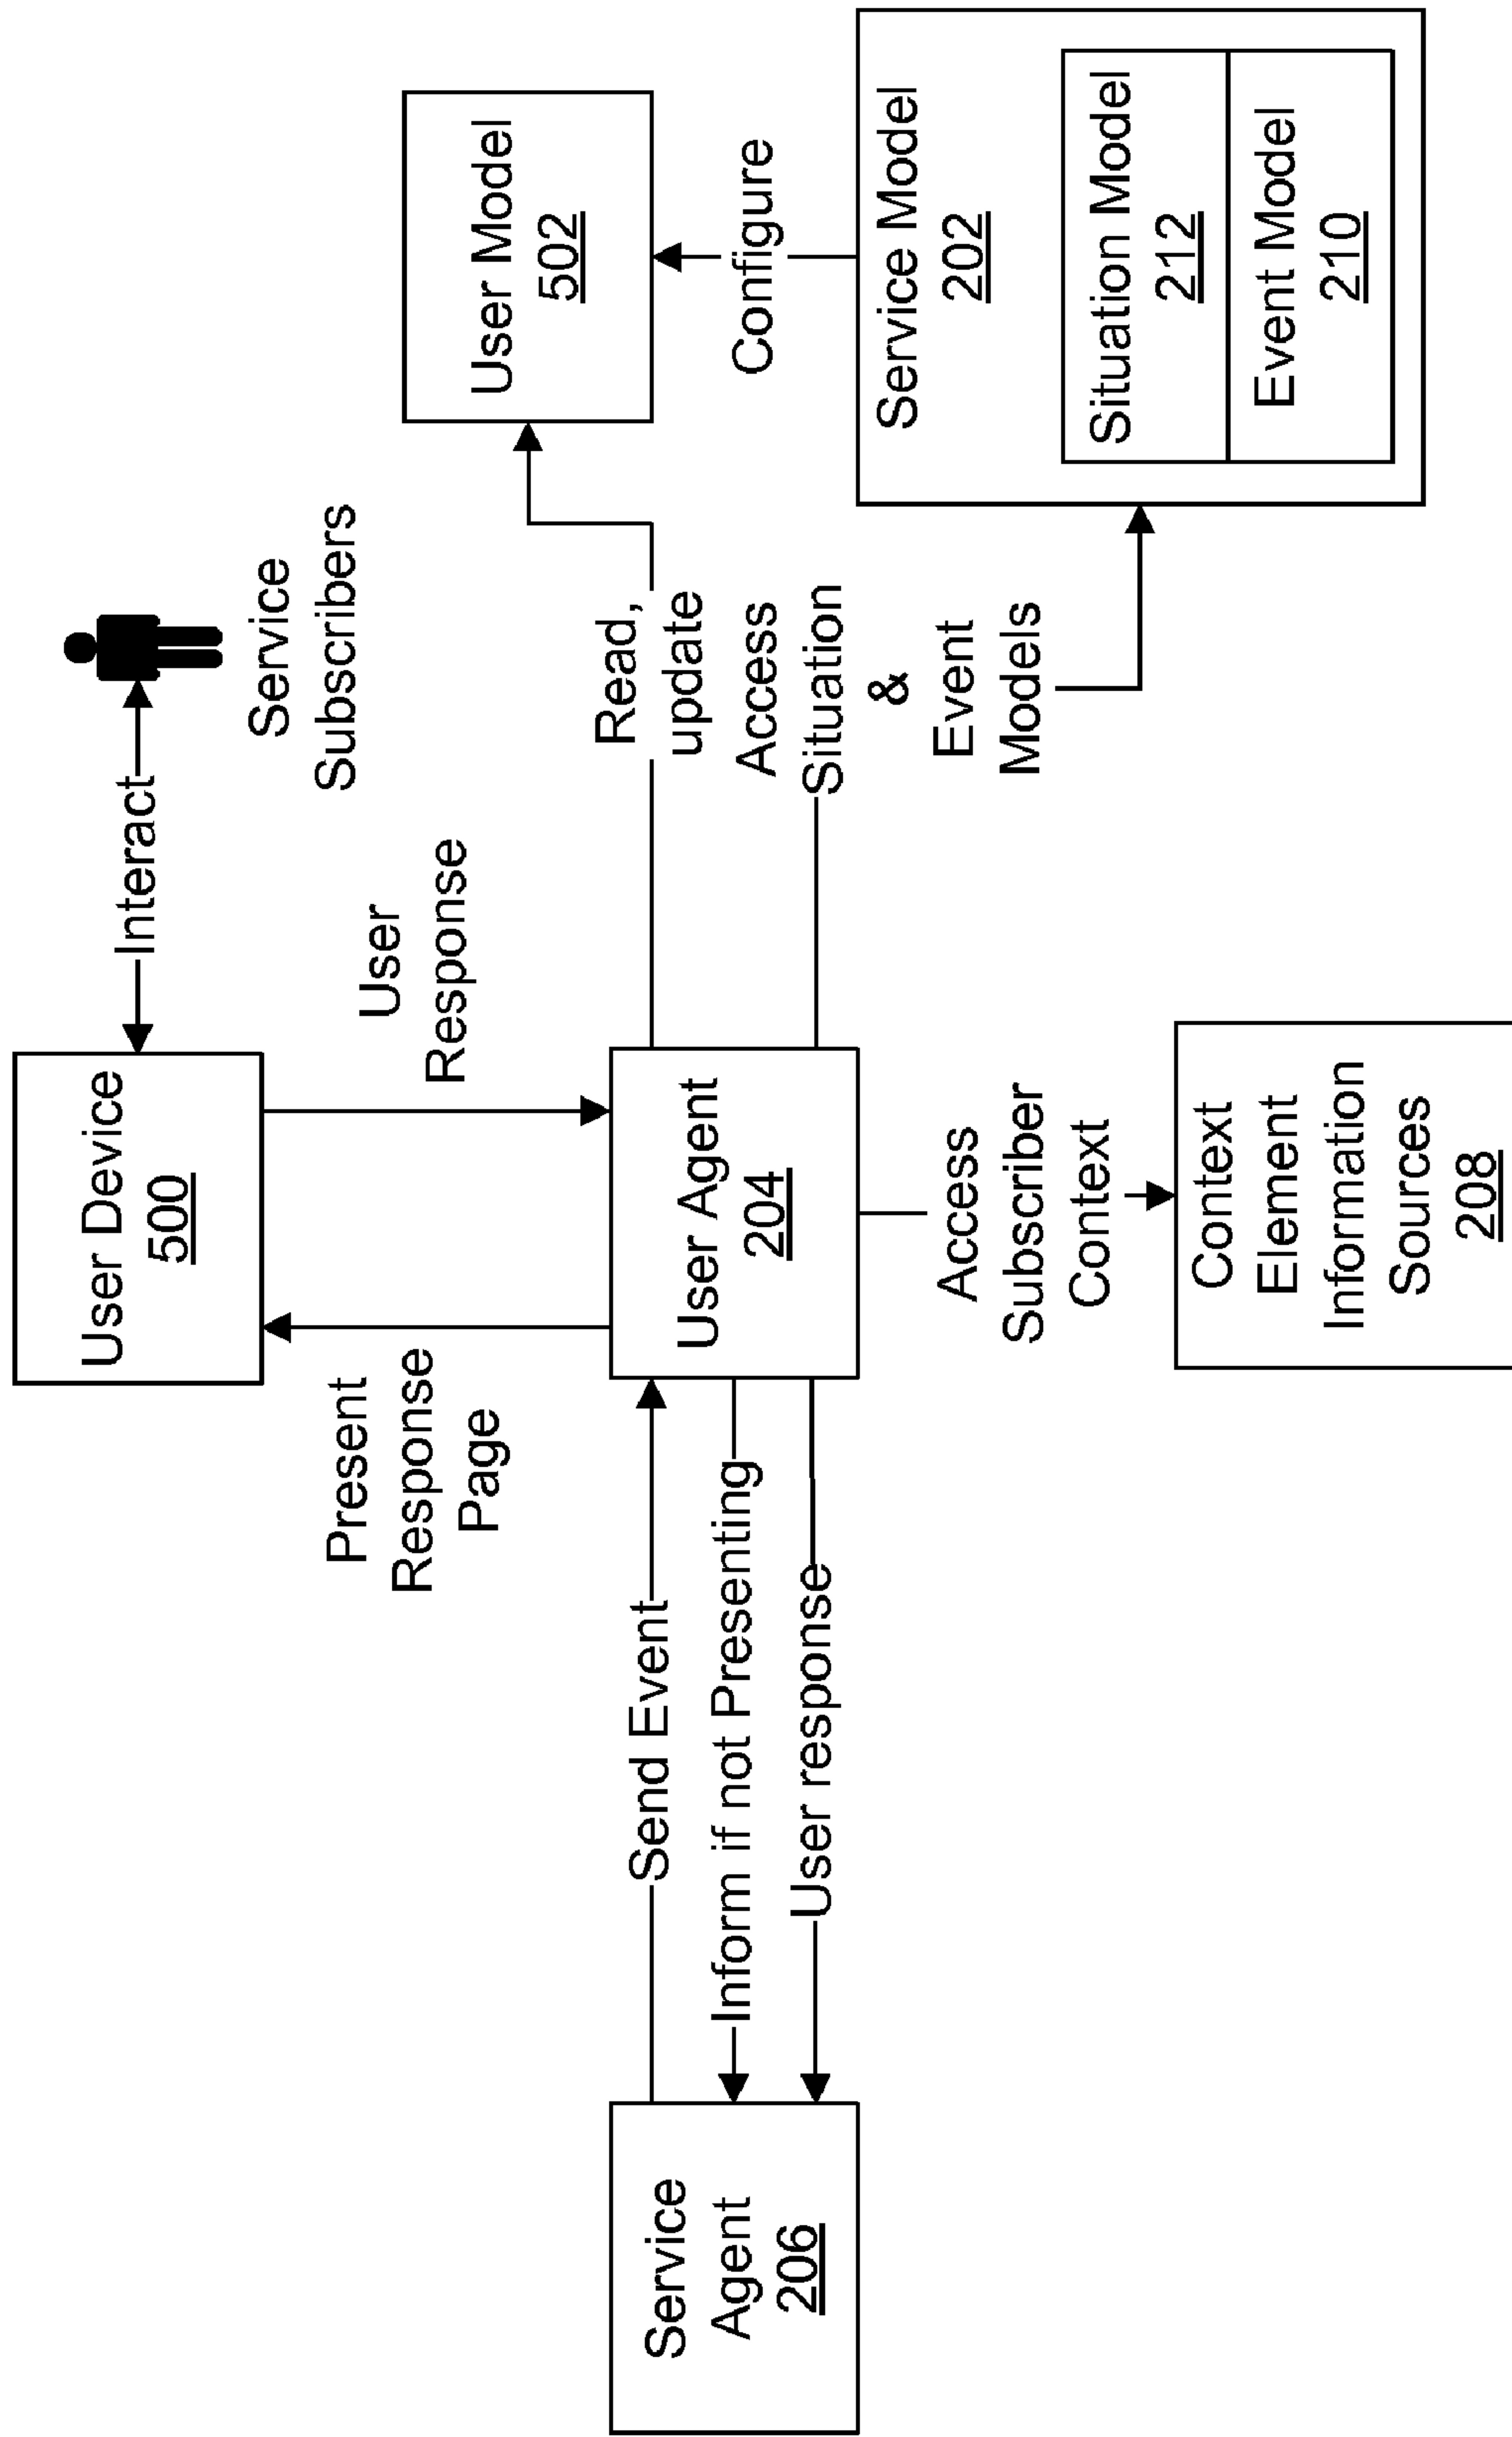 User Device
500
Interact
Service
Subscribers
Present
Response
Page
User
Response
User Model
502
Service
Agent
206
Send Event
Inform if not Presenting
User response
User Agent
204
Read,
update
Access
Situation
&
Event
Models
Configure
Access
Subscriber
Context
Context
Element
Information
Sources
208
Service Model
202
Situation Model
212
Event Model
210